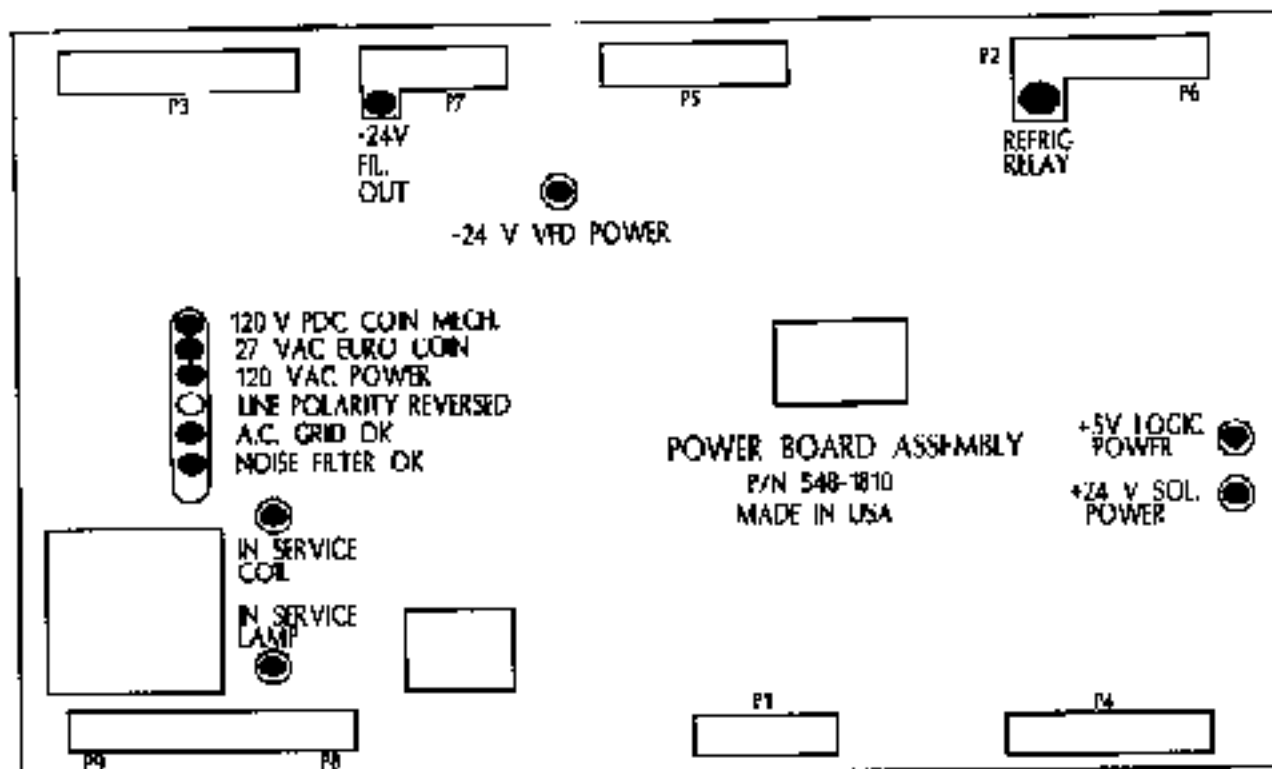 P3
P7
P5
P2
P6
-24V
FIL.
OUT
REFRIG
RELAY
-24 V VFD POWER
120 V PDC COIN MECH.
27 VAC EURO COIN
120 VAC POWER
LINE POLARITY REVERSED
A.C. GRID OK
NOISE FILTER OK
POWER BOARD ASSEMBLY
P/N 548-1810
MADE IN USA
+5V LOGIC
POWER
+24 V SOL.
POWER
IN SERVICE
COIL
IN SERVICE
LAMP
P1
P4
P9
P8